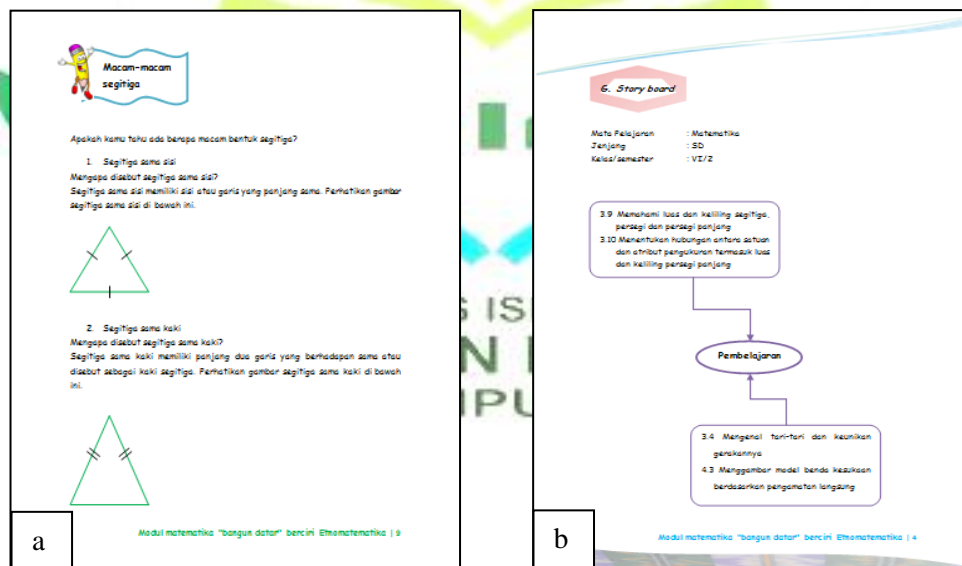 Macam-macam
segitiga
Apakah kamu tahu ada berapa macam bentuk segitiga?
1. Segitiga sama sisi
Mengapa disebut segitiga sama sisi?
Segitiga sama sisi memiliki sisi atau garis yang panjang sama. Perhatikan gambar
segitiga sama sisi di bawah ini.
2. Segitiga sama kaki
Mengapa disebut segitiga sama kaki?
Segitiga sama kaki memiliki panjang dua garis yang berhadapan sama atau
disebut sebagai kaki segitiga. Perhatikan gambar segitiga sama kaki di bawah
ini.
Modul matematika "bangun datar" berciri Etnomatematika | 9
a
G. Story board
Mata Pelajaran : Matematika
Jenjang : SD
Kelas/semester : VI/2
3.9 Memahami luas dan keliling segitiga,
persegi dan persegi panjang
3.10 Menentukan hubungan antara satuan
dan atribut pengukuran termasuk luas
dan keliling persegi panjang
Pembelajaran
3.4 Mengenal tari-tari dan keunikan
gerakannya
4.3 Menggambar model benda kesukaan
berdasarkan pengamatan langsung
Modul matematika "bangun datar" berciri Etnomatematika | 4
b
S IS
N
IPU